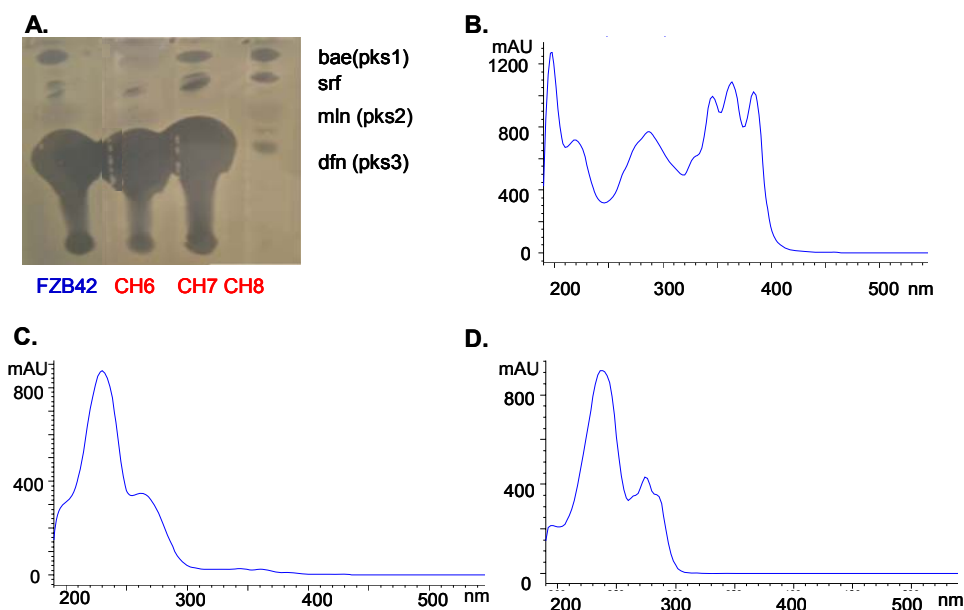 A.
bae(pks1)
srf
mln (pks2)
dfn (pks3)
FZB42 CH6 CH7 CH8
B.
mAU
1200
800
400
0
200 300 400 500 nm
C.
mAU
800
400
0
200 300 400 500 nm
D.
mAU
800
400
0
200 300 400 500 nm